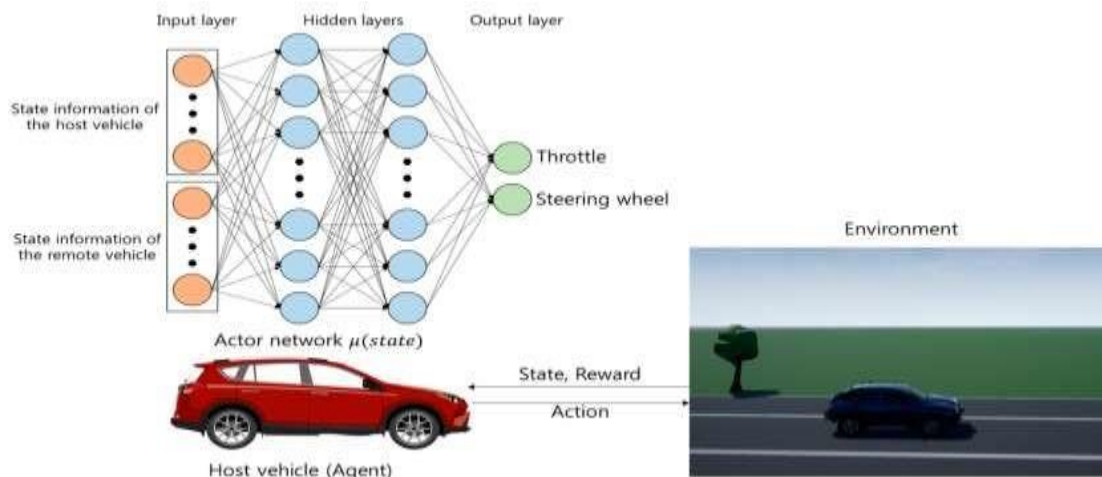 Input layer
Hidden layers
Output layer
State information of
the host vehicle
Throttle
Steering wheel
State information of
the remote vehicle
Environment
Actor network μ(state)
State, Reward
Action
Host vehicle (Agent)